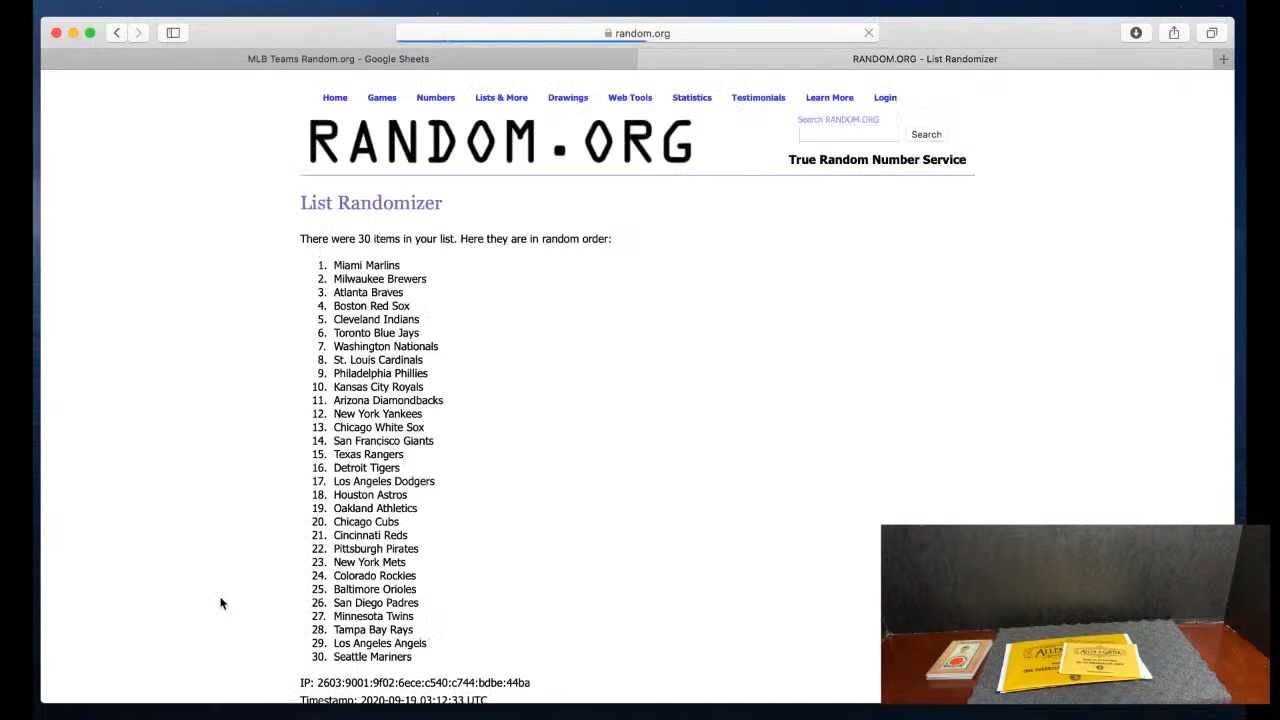 random.org
MLB Teams Random.org - Google Sheets
RANDOM.ORG - List Randomizer
Home Games Numbers Lists & More Drawings Web Tools Statistics Testimonials Learn More Login
Search RANDOM.ORG
Search
RANDOM.ORG
True Random Number Service
List Randomizer
There were 30 items in your list. Here they are in random order:
1. Miami Marlins
2. Milwaukee Brewers
3. Atlanta Braves
4. Boston Red Sox
5. Cleveland Indians
6. Toronto Blue Jays
7. Washington Nationals
8. St. Louis Cardinals
9. Philadelphia Phillies
10. Kansas City Royals
11. Arizona Diamondbacks
12. New York Yankees
13. Chicago White Sox
14. San Francisco Giants
15. Texas Rangers
16. Detroit Tigers
17. Los Angeles Dodgers
18. Houston Astros
19. Oakland Athletics
20. Chicago Cubs
21. Cincinnati Reds
22. Pittsburgh Pirates
23. New York Mets
24. Colorado Rockies
25. Baltimore Orioles
26. San Diego Padres
27. Minnesota Twins
28. Tampa Bay Rays
29. Los Angeles Angels
30. Seattle Mariners
IP: 2603:9001:9f02:6ece:c540:c744:bdbe:44ba
Timestamp: 2020-09-19 03:12:33 UTC
ALLEN & GINTER